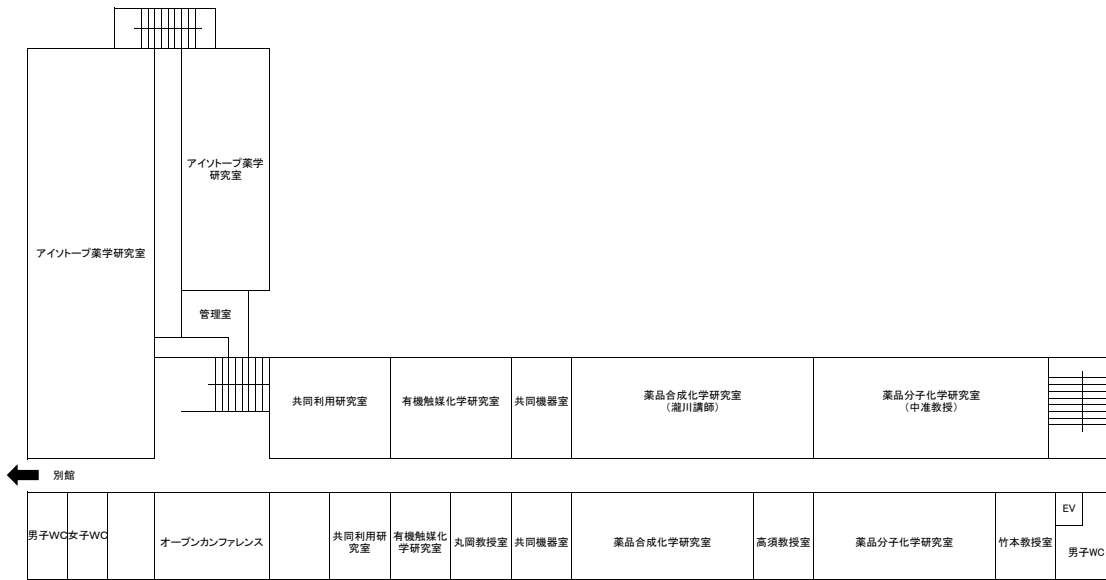 アイソトープ薬学
研究室
アイソトープ薬学研究室
管理室
共同利用研究室
有機触媒化学研究室
共同機器室
薬品合成化学研究室
(瀧川講師)
薬品分子化学研究室
(中准教授)
別館
男子WC
女子WC
オープンカンファレンス
共同利用研
究室
有機触媒化
学研究室
丸岡教授室
共同機器室
薬品合成化学研究室
高須教授室
薬品分子化学研究室
竹本教授室
EV
男子WC